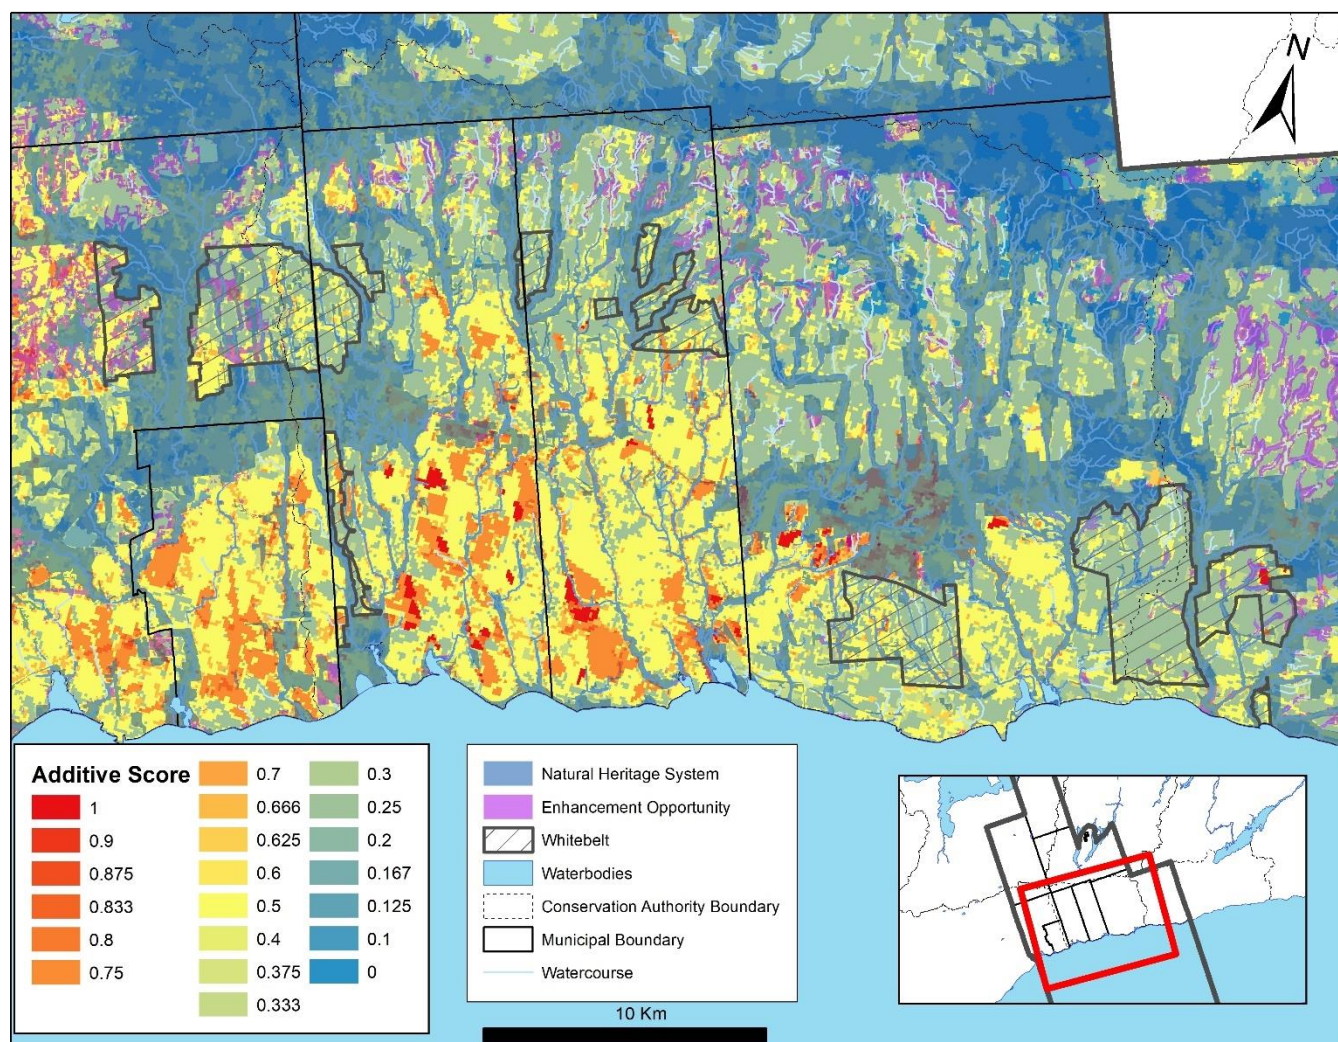 N
Additive Score
1
0.9
0.875
0.833
0.8
0.75
0.7
0.666
0.625
0.6
0.5
0.4
0.375
0.333
0.3
0.25
0.2
0.167
0.125
0.1
0
Natural Heritage System
Enhancement Opportunity
Whitebelt
Waterbodies
Conservation Authority Boundary
Municipal Boundary
Watercourse
10 Km